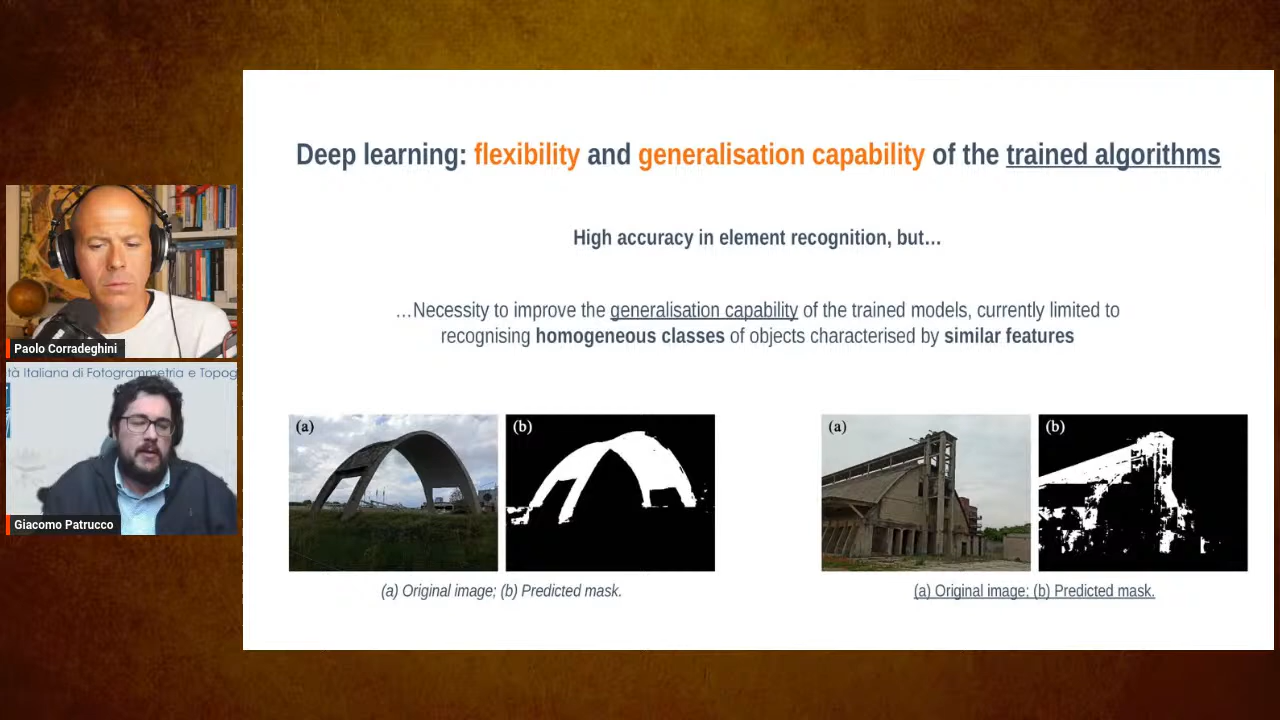 Deep learning: flexibility and generalisation capability of the trained algorithms
High accuracy in element recognition, but…
…Necessity to improve the generalisation capability of the trained models, currently limited to
recognising homogeneous classes of objects characterised by similar features
(a)
(b)
(a)
(b)
(a) Original image; (b) Predicted mask.
(a) Original image; (b) Predicted mask.
Paolo Corradeghini
tà Italiana di Fotogrammetria e Topog
Giacomo Patrucco